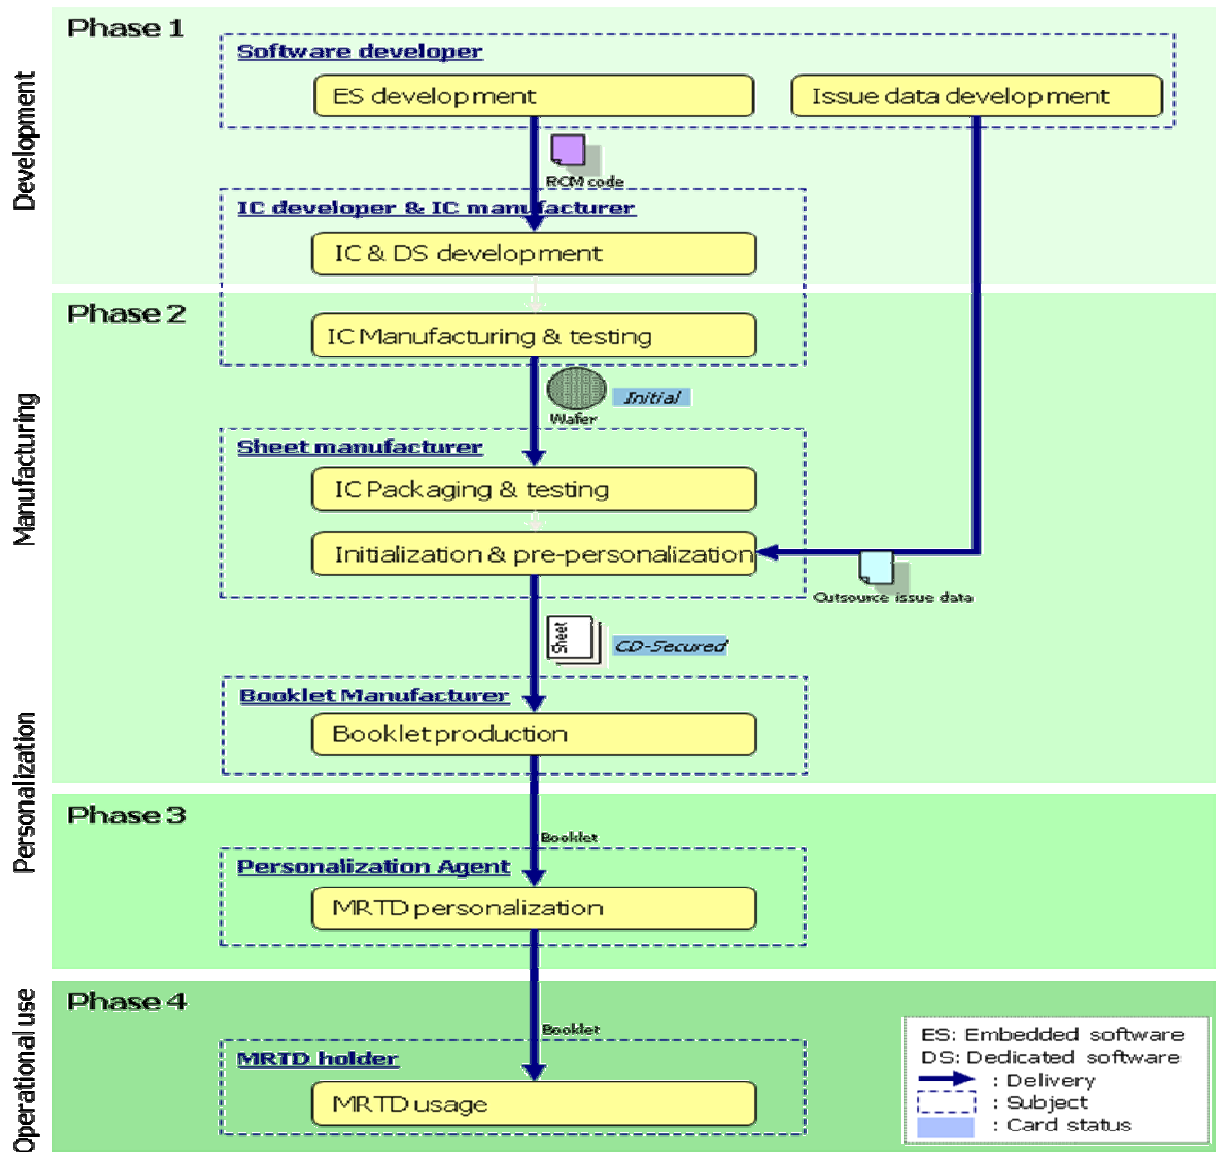 Phase 1
Development
Software developer
ES development
Issue data development
RCM code
IC developer & IC manufacturer
IC & DS development
Phase 2
Manufacturing
IC Manufacturing & testing
Initial
Wafer
Sheet manufacturer
IC Packaging & testing
Initialization & pre-personalization
Outsource issue data
Sheet
CD-Secured
Booklet Manufacturer
Booklet production
Personalization
Phase 3
Booklet
Personalization Agent
MRTD personalization
Phase 4
Operational use
Booklet
MRTD holder
MRTD usage
ES: Embedded software
DS: Dedicated software
: Delivery
: Subject
: Card status